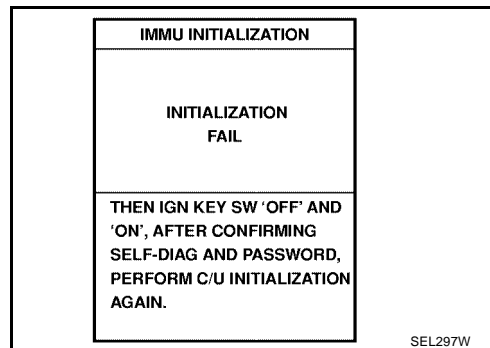 IMMU INITIALIZATION
INITIALIZATION
FAIL
THEN IGN KEY SW 'OFF' AND
'ON', AFTER CONFIRMING
SELF-DIAG AND PASSWORD,
PERFORM C/U INITIALIZATION
AGAIN.
SEL297W